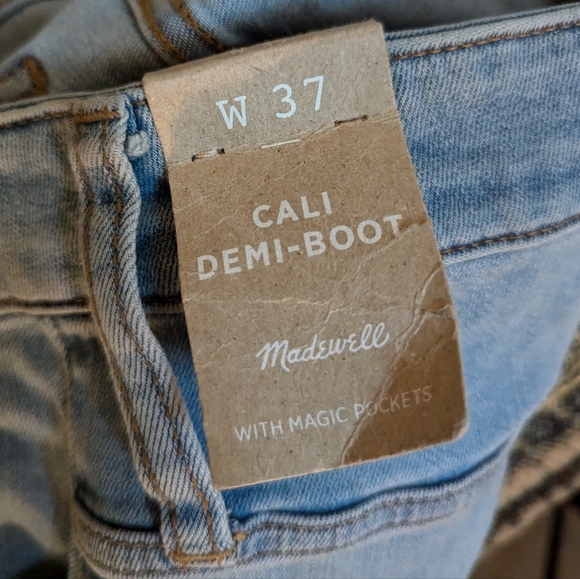 W 37
CALI
DEMI-BOOT
Madewell
WITH MAGIC POCKETS